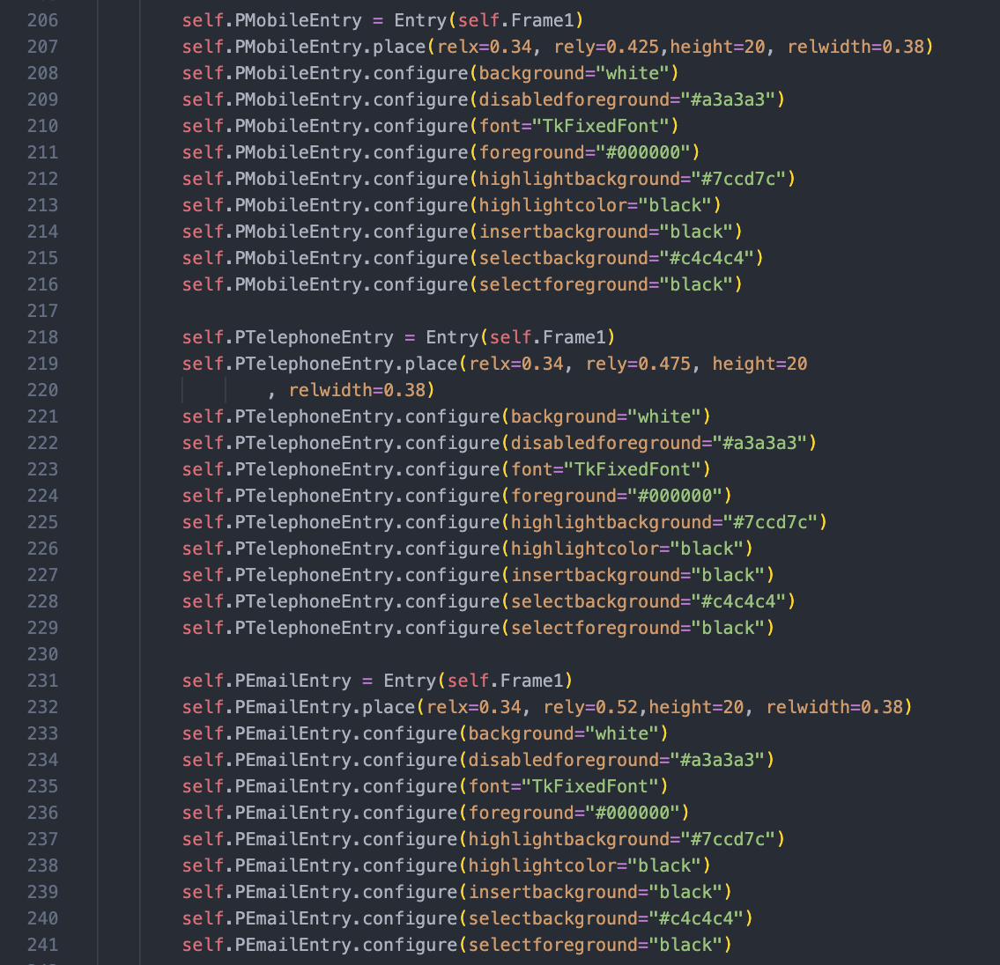 206 self.PMobileEntry = Entry(self.Frame1)
207 self.PMobileEntry.place(relx=0.34, rely=0.425,height=20, relwidth=0.38)
208 self.PMobileEntry.configure(background="white")
209 self.PMobileEntry.configure(disabledforeground="#a3a3a3")
210 self.PMobileEntry.configure(font="TkFixedFont")
211 self.PMobileEntry.configure(foreground="#000000")
212 self.PMobileEntry.configure(highlightbackground="#7ccd7c")
213 self.PMobileEntry.configure(highlightcolor="black")
214 self.PMobileEntry.configure(insertbackground="black")
215 self.PMobileEntry.configure(selectbackground="#c4c4c4")
216 self.PMobileEntry.configure(selectforeground="black")
217
218 self.PTelephoneEntry = Entry(self.Frame1)
219 self.PTelephoneEntry.place(relx=0.34, rely=0.475, height=20
220 , relwidth=0.38)
221 self.PTelephoneEntry.configure(background="white")
222 self.PTelephoneEntry.configure(disabledforeground="#a3a3a3")
223 self.PTelephoneEntry.configure(font="TkFixedFont")
224 self.PTelephoneEntry.configure(foreground="#000000")
225 self.PTelephoneEntry.configure(highlightbackground="#7ccd7c")
226 self.PTelephoneEntry.configure(highlightcolor="black")
227 self.PTelephoneEntry.configure(insertbackground="black")
228 self.PTelephoneEntry.configure(selectbackground="#c4c4c4")
229 self.PTelephoneEntry.configure(selectforeground="black")
230
231 self.PEmailEntry = Entry(self.Frame1)
232 self.PEmailEntry.place(relx=0.34, rely=0.52,height=20, relwidth=0.38)
233 self.PEmailEntry.configure(background="white")
234 self.PEmailEntry.configure(disabledforeground="#a3a3a3")
235 self.PEmailEntry.configure(font="TkFixedFont")
236 self.PEmailEntry.configure(foreground="#000000")
237 self.PEmailEntry.configure(highlightbackground="#7ccd7c")
238 self.PEmailEntry.configure(highlightcolor="black")
239 self.PEmailEntry.configure(insertbackground="black")
240 self.PEmailEntry.configure(selectbackground="#c4c4c4")
241 self.PEmailEntry.configure(selectforeground="black")